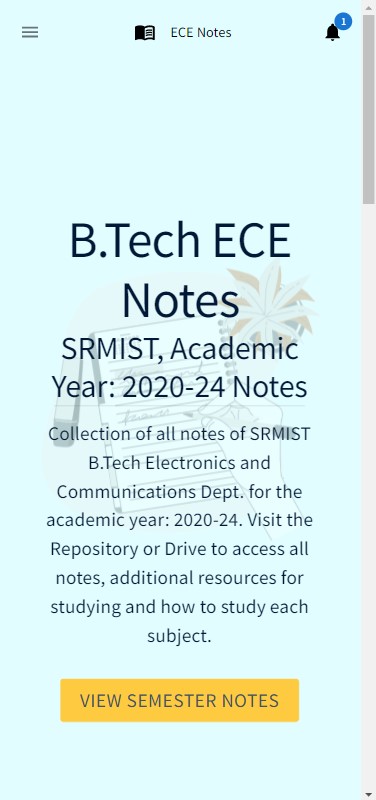 ECE Notes
1
B.Tech ECE
Notes
SRMIST, Academic
Year: 2020-24 Notes
Collection of all notes of SRMIST
B.Tech Electronics and
Communications Dept. for the
academic year: 2020-24. Visit the
Repository or Drive to access all
notes, additional resources for
studying and how to study each
subject.
VIEW SEMESTER NOTES